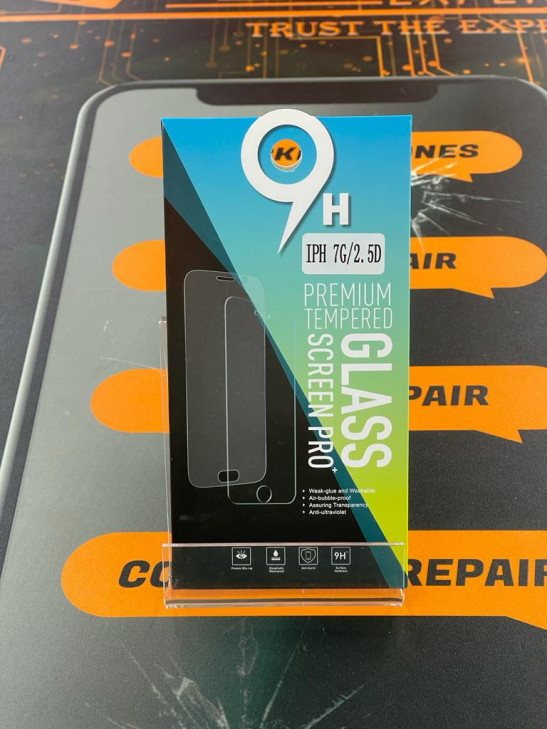 TRUST THE EXPE
9H
NES
IPH 7G/2.5D
AIR
PREMIUM
TEMPERED
GLASS
SCREEN PRO+
PAIR
Weak-glue and Washable
Air-bubble-proof
Assuring Transparency
Anti-ultraviolet
9H
CO
REPAIR